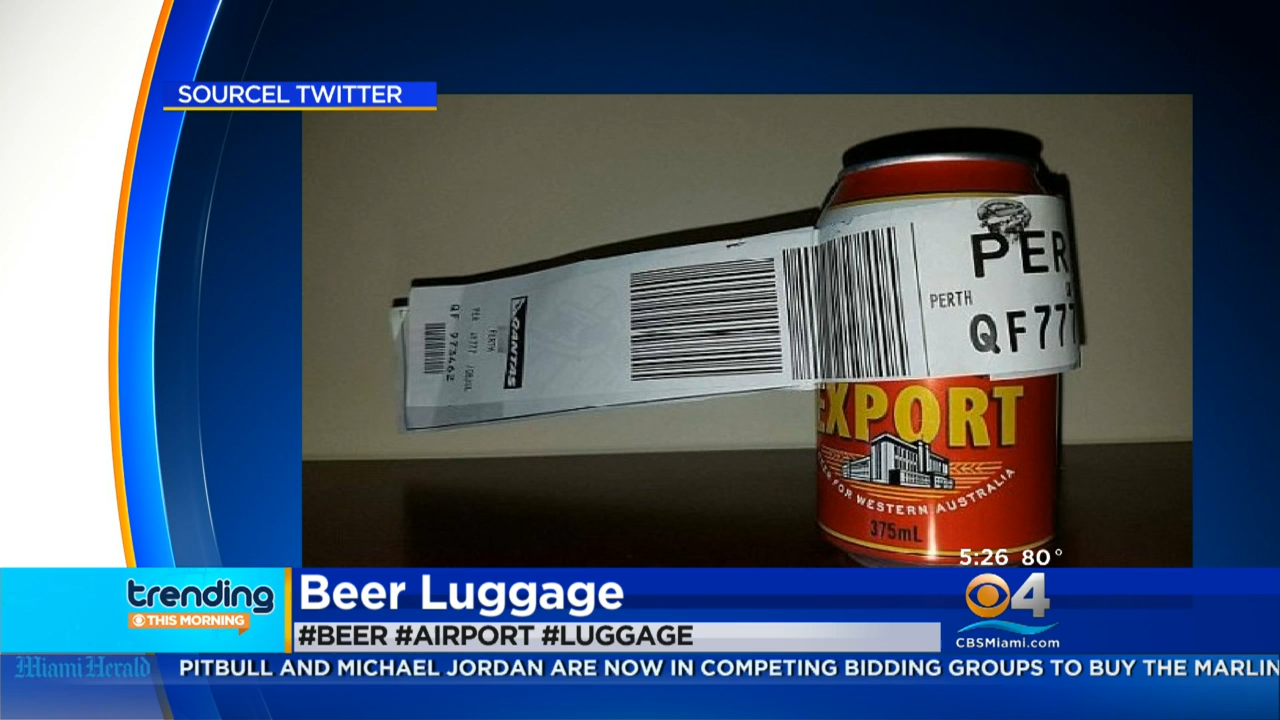 SOURCEL TWITTER
PER
PERTH
QF777
QANTAS
PERTH
EXPORT
FOR WESTERN AUSTRALIA
375mL
5:26 80°
trending
THIS MORNING
Beer Luggage
#BEER #AIRPORT #LUGGAGE
4
CBSMiami.com
Miami Herald
PITBULL AND MICHAEL JORDAN ARE NOW IN COMPETING BIDDING GROUPS TO BUY THE MARLIN